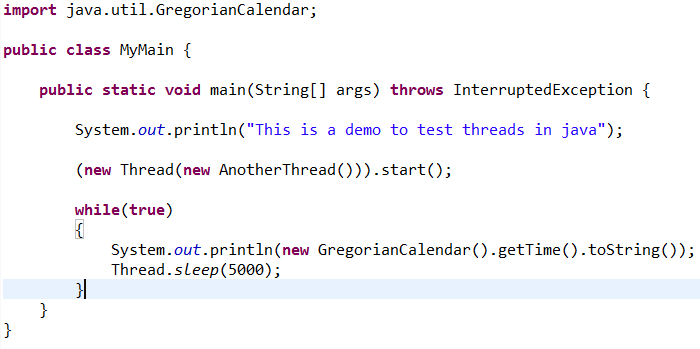 import java.util.GregorianCalendar;
public class MyMain {
public static void main(String[] args) throws InterruptedException {
System.out.println("This is a demo to test threads in java");
(new Thread(new AnotherThread())).start();
while(true)
{
System.out.println(new GregorianCalendar().getTime().toString());
Thread.sleep(5000);
}
}
}